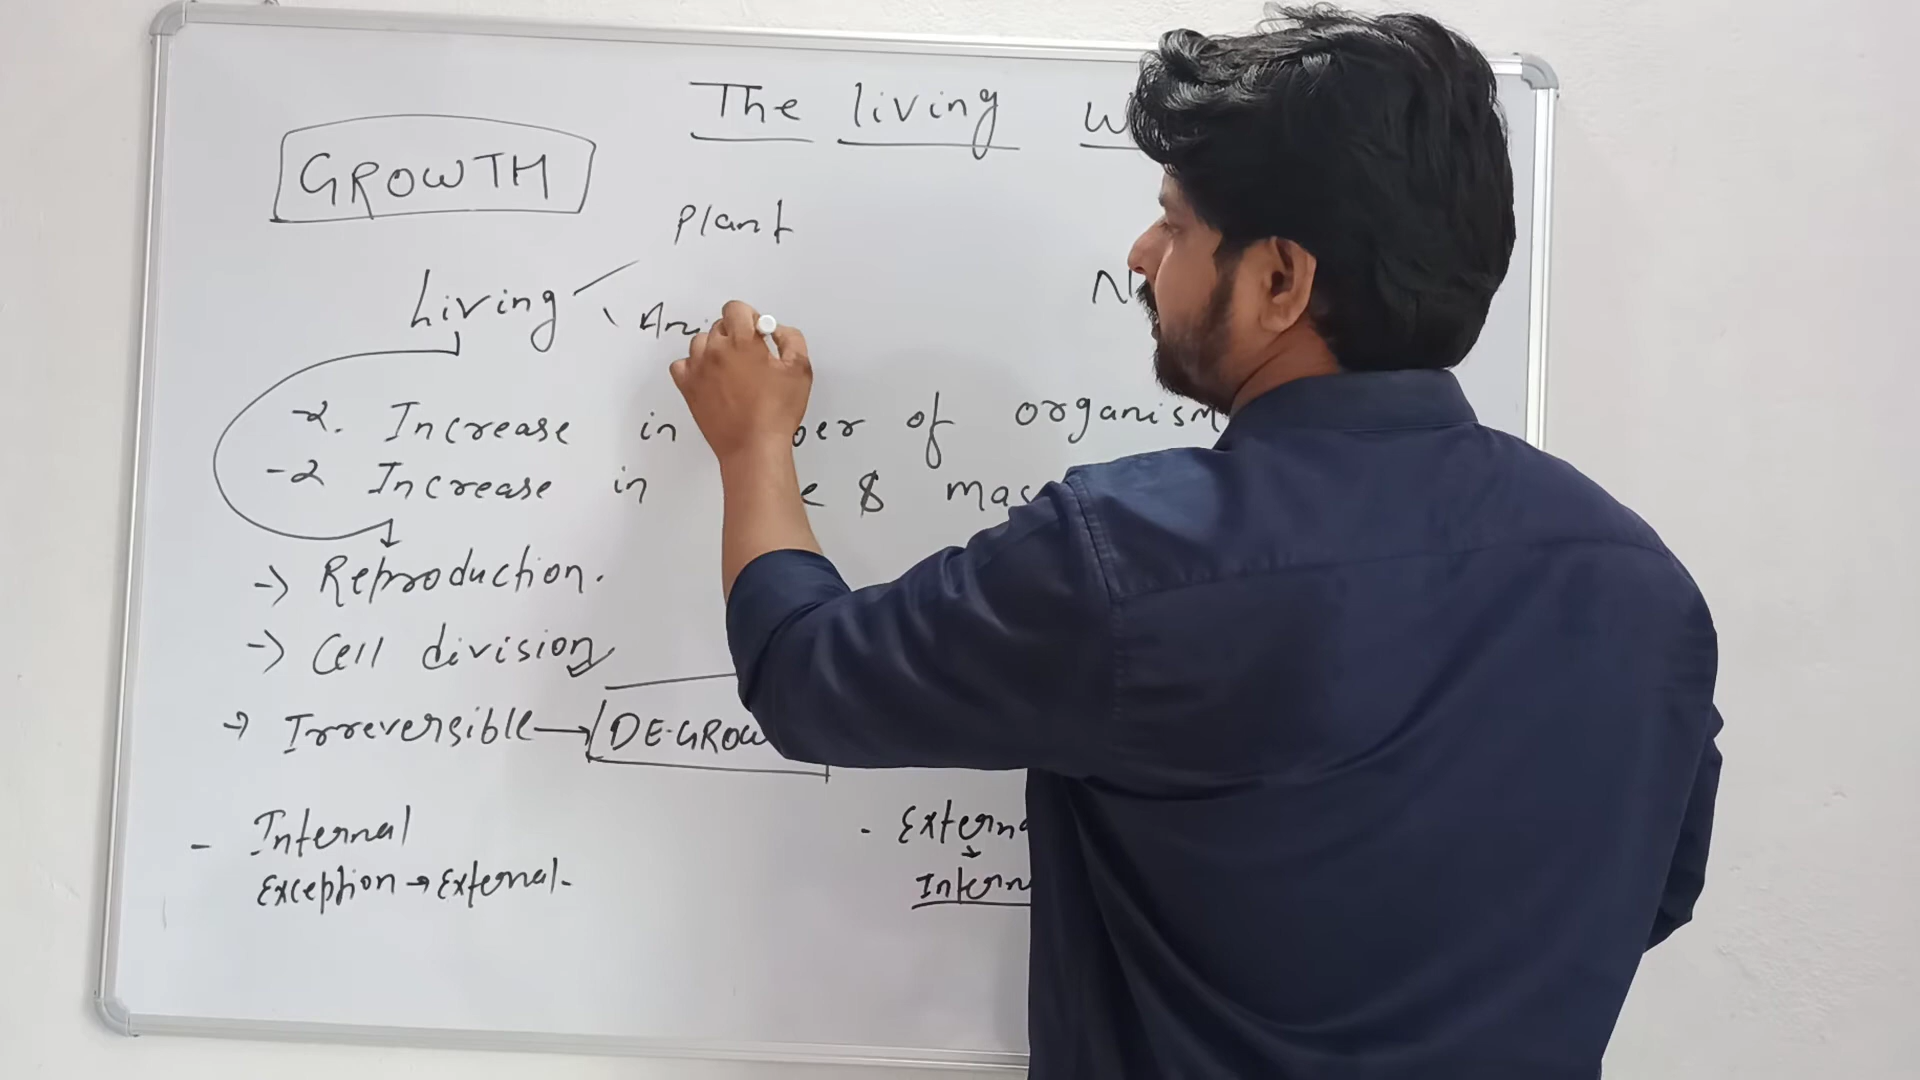 The living
GROWTH
Plant
Living
-2. Increase in of organism
-2 Increase in & mas
-> Reproduction.
-> Cell division
-> Irreversible → DE-GROW
- Internal
Exception → External.
- Externa
Intern